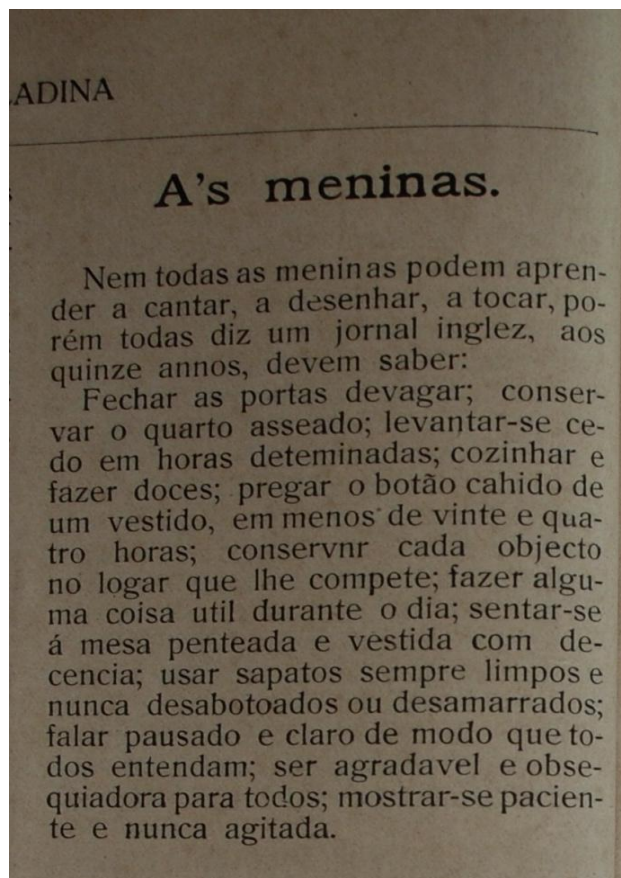 ADINA
A's meninas.
Nem todas as meninas podem apren-
der a cantar, a desenhar, a tocar, po-
rém todas diz um jornal inglez, aos
quinze annos, devem saber:
Fechar as portas devagar; conser-
var o quarto asseado; levantar-se ce-
do em horas deteminadas; cozinhar e
fazer doces; pregar o botão cahido de
um vestido, em menos de vinte e qua-
tro horas; conservnr cada objecto
no logar que lhe compete; fazer algu-
ma coisa util durante o dia; sentar-se
á mesa penteada e vestida com de-
cencia; usar sapatos sempre limpos e
nunca desabotoados ou desamarrados;
falar pausado e claro de modo que to-
dos entendam; ser agradavel e obse-
quiadora para todos; mostrar-se pacien-
te e nunca agitada.